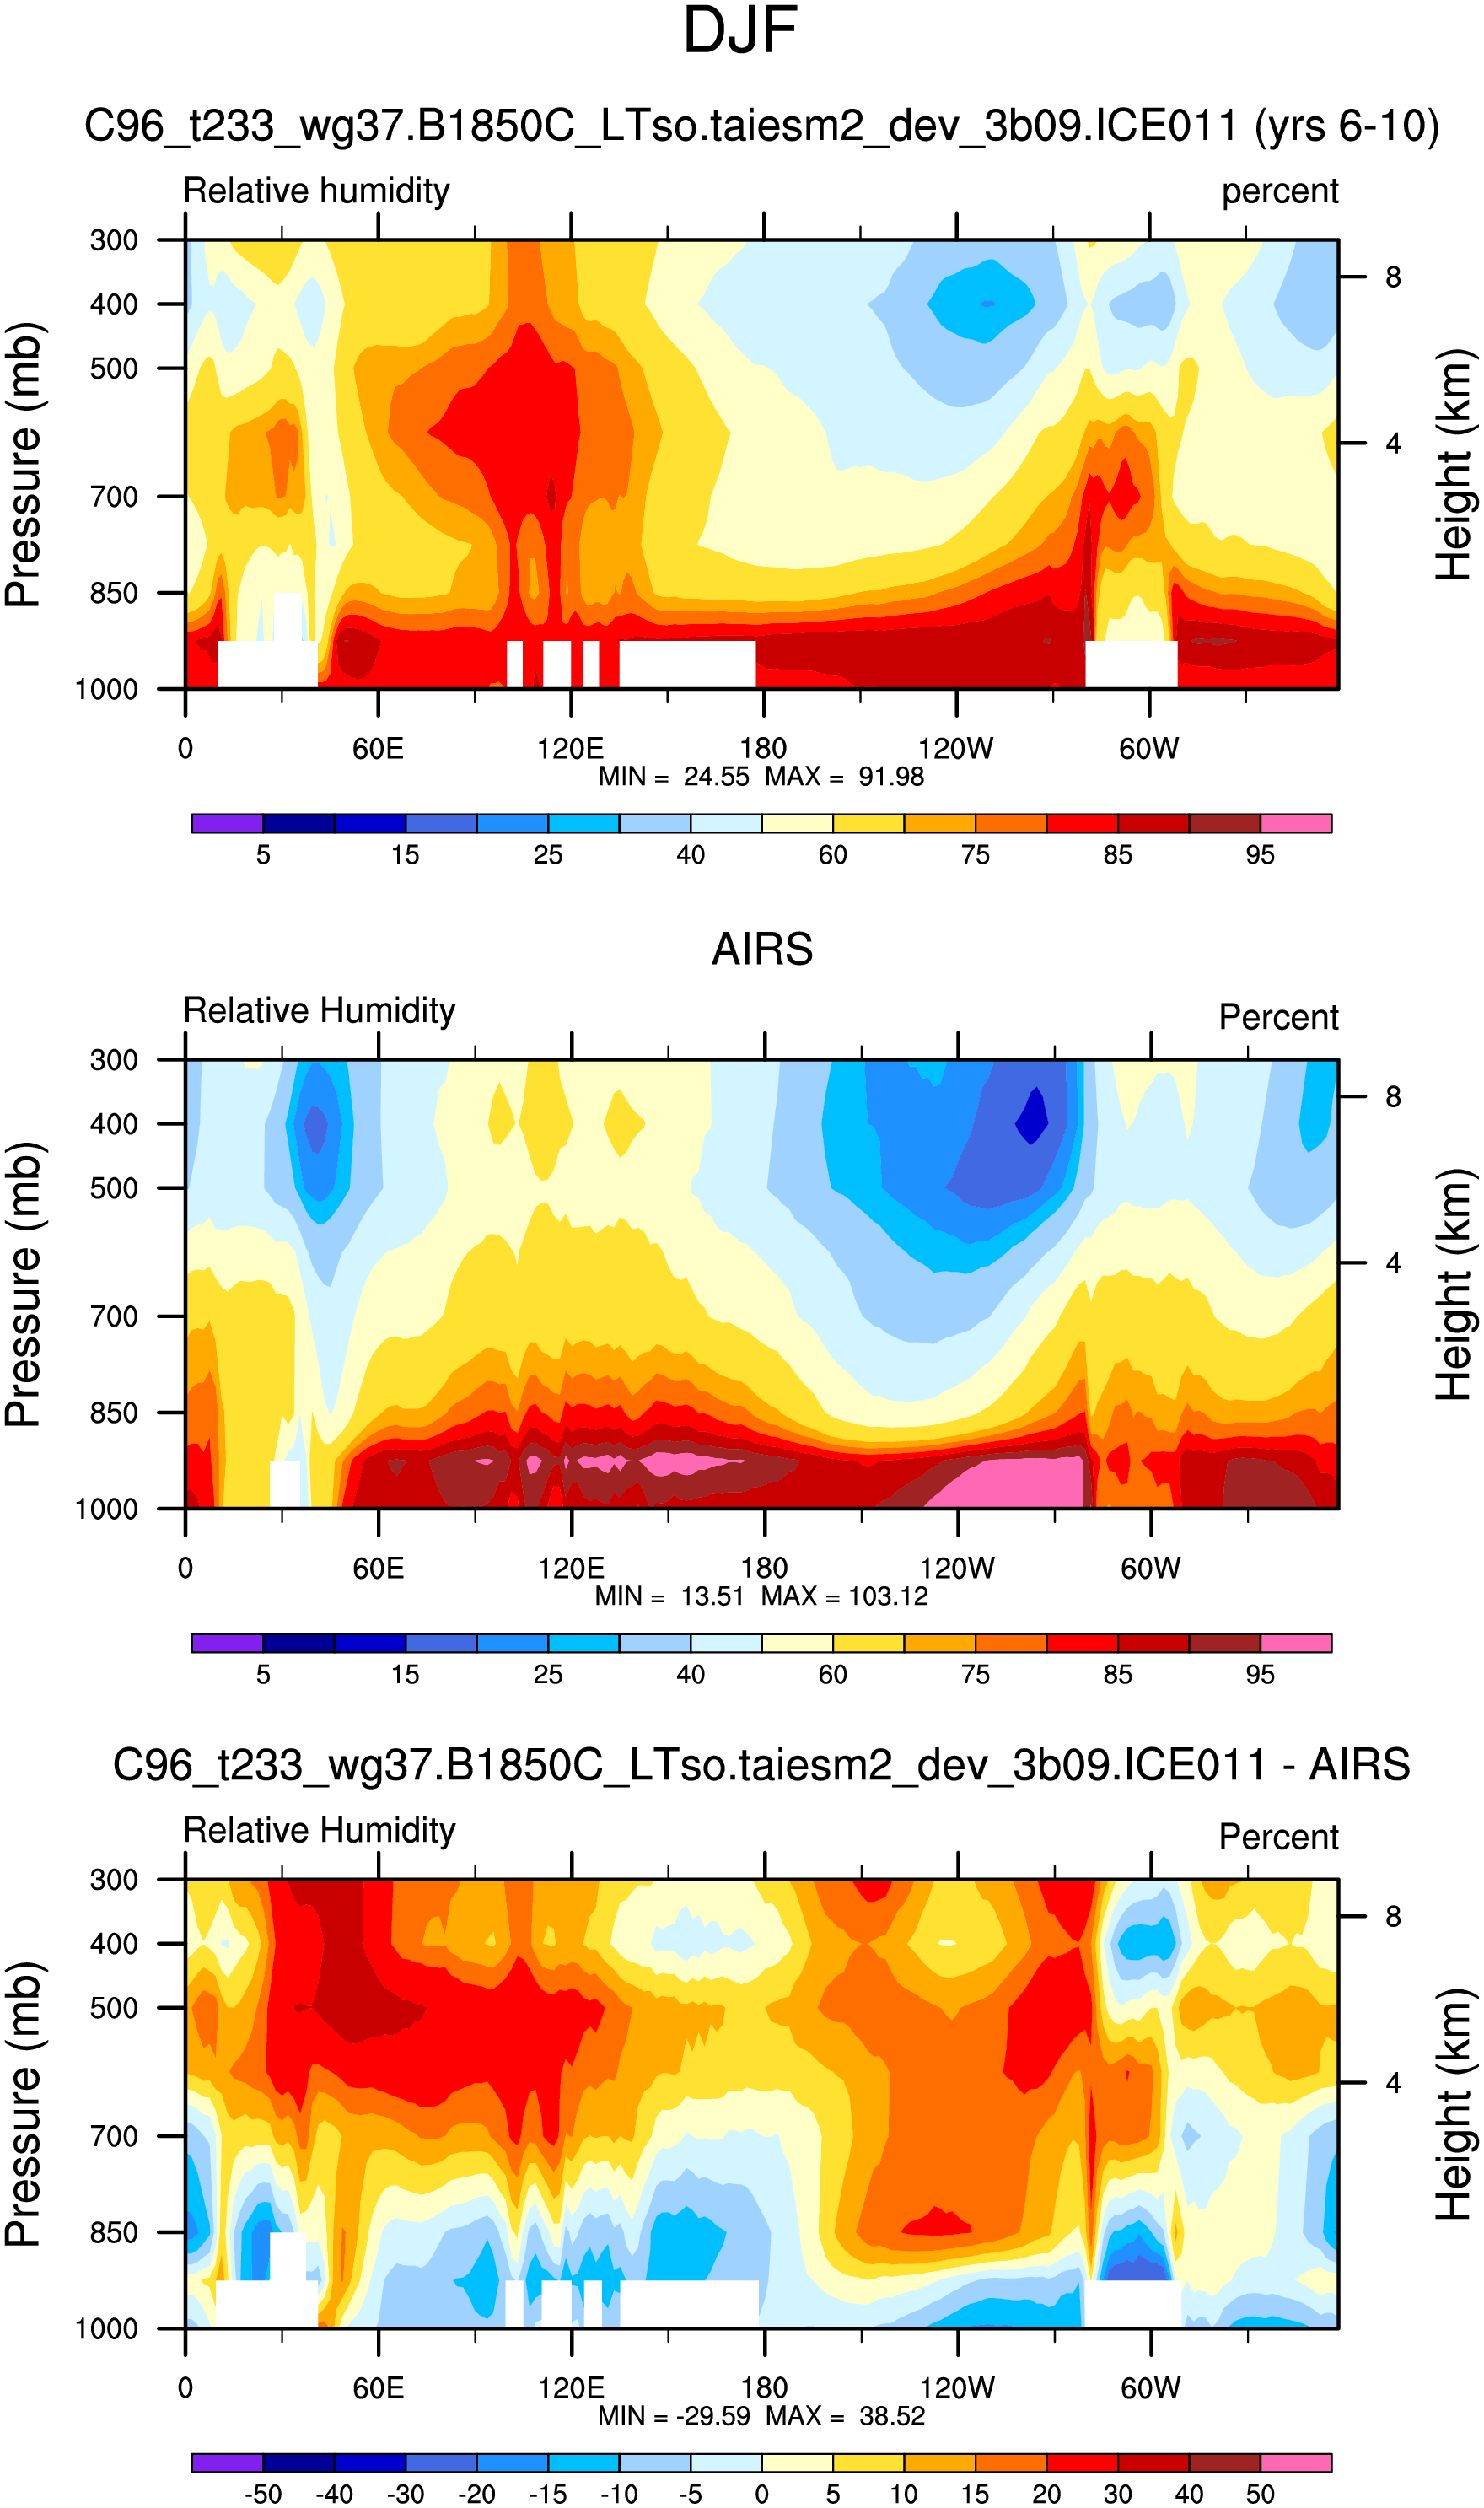 DJF
C96_t233_wg37.B1850C_LTso.taiesm2_dev_3b09.ICE011 (yrs 6-10)
Relative humidity percent
Pressure (mb)
300
400
500
600
700
850
1000
8
4
Height (km)
0 60E 120E 180 120W 60W
MIN = 24.55 MAX = 91.98
5 15 25 40 60 75 85 95
AIRS
Relative Humidity Percent
Pressure (mb)
300
400
500
700
850
1000
8
4
Height (km)
0 60E 120E 180 120W 60W
MIN = 13.51 MAX = 103.12
5 15 25 40 60 75 85 95
C96_t233_wg37.B1850C_LTso.taiesm2_dev_3b09.ICE011 - AIRS
Relative Humidity Percent
Pressure (mb)
300
400
500
700
850
1000
8
4
Height (km)
0 60E 120E 180 120W 60W
MIN = -29.59 MAX = 38.52
-50 -40 -30 -20 -15 -10 -5 0 5 10 15 20 30 40 50